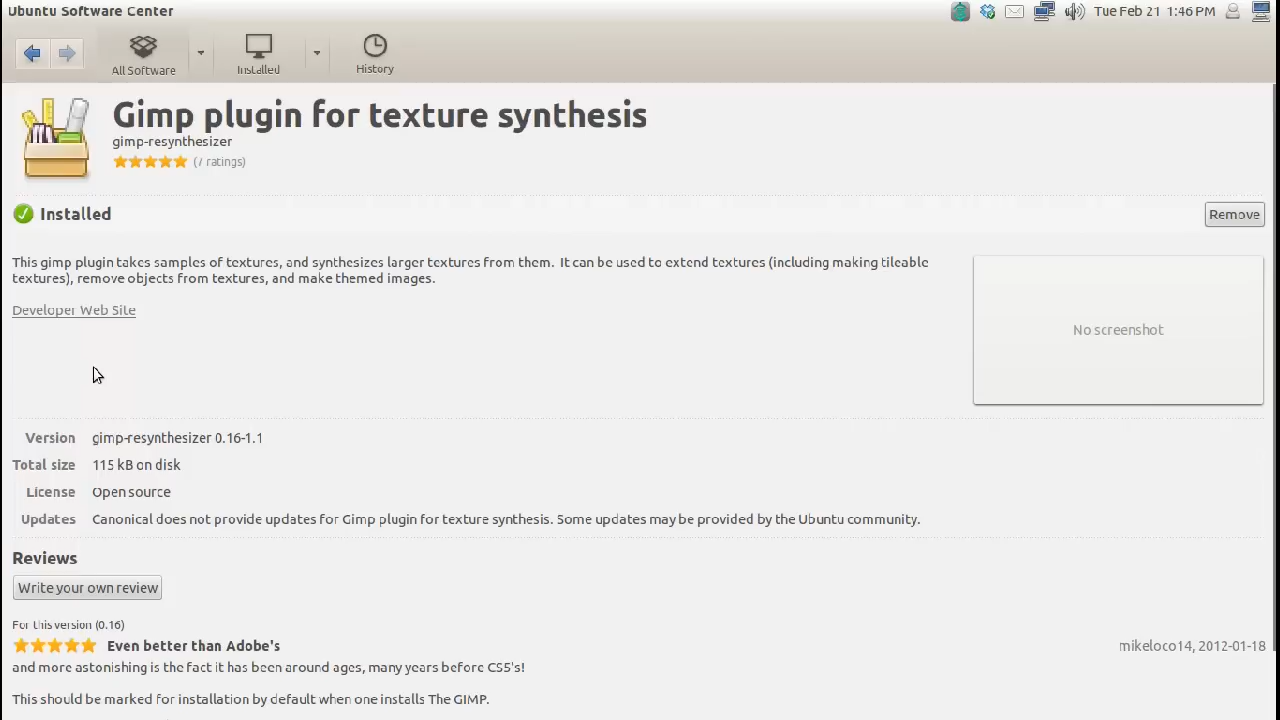 Ubuntu Software Center
Tue Feb 21 1:46 PM
All Software
Installed
History
Gimp plugin for texture synthesis
gimp-resynthesizer
(7 ratings)
Installed
Remove
This gimp plugin takes samples of textures, and synthesizes larger textures from them. It can be used to extend textures (including making tileable
textures), remove objects from textures, and make themed images.
Developer Web Site
No screenshot
Version gimp-resynthesizer 0.16-1.1
Total size 115 kB on disk
License Open source
Updates Canonical does not provide updates for Gimp plugin for texture synthesis. Some updates may be provided by the Ubuntu community.
Reviews
Write your own review
For this version (0.16)
Even better than Adobe's
mikeloco14, 2012-01-18
and more astonishing is the fact it has been around ages, many years before CS5's!
This should be marked for installation by default when one installs The GIMP.